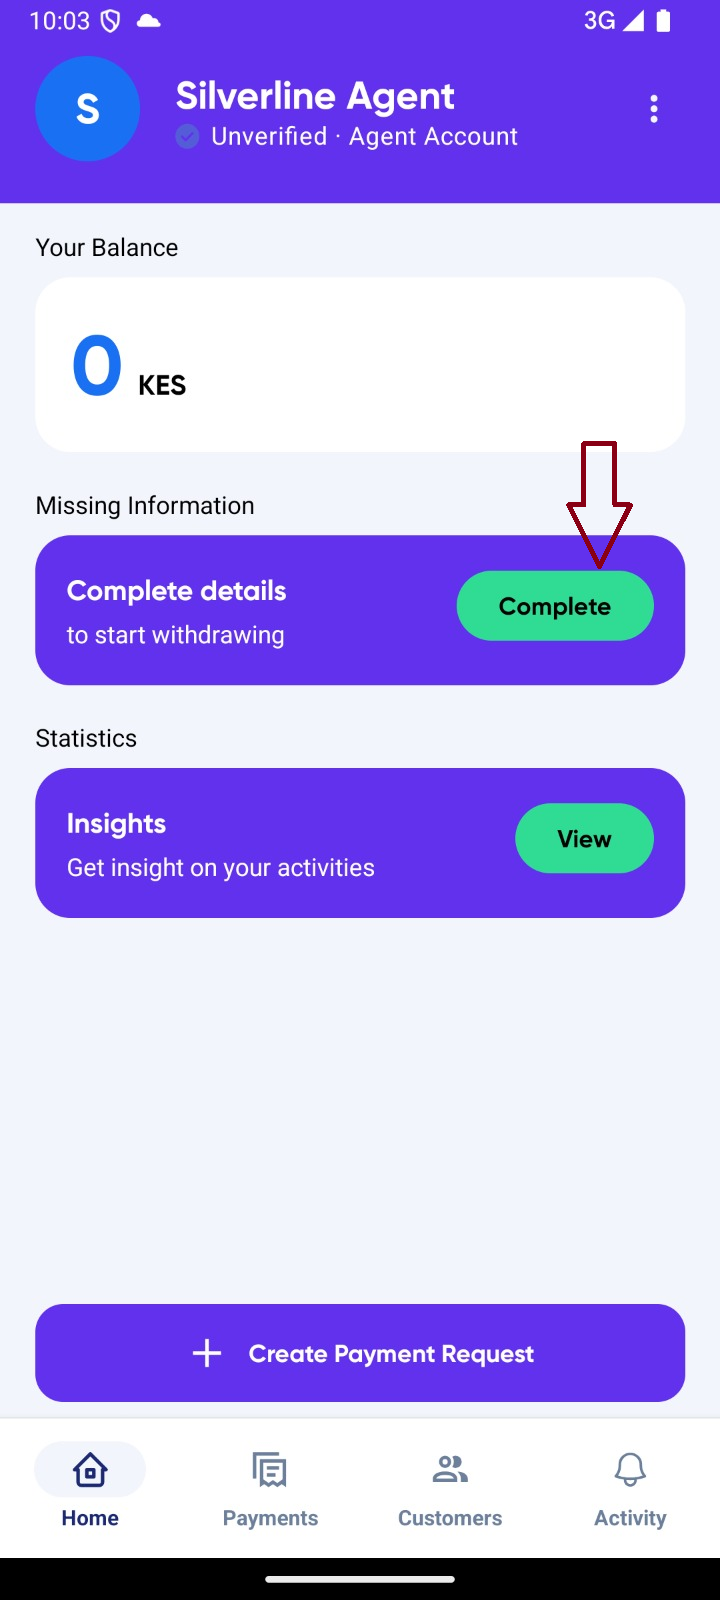 10:03
3G
S
Silverline Agent
Unverified · Agent Account
Your Balance
0 KES
Missing Information
Complete details
to start withdrawing
Complete
Statistics
Insights
Get insight on your activities
View
Create Payment Request
Home
Payments
Customers
Activity